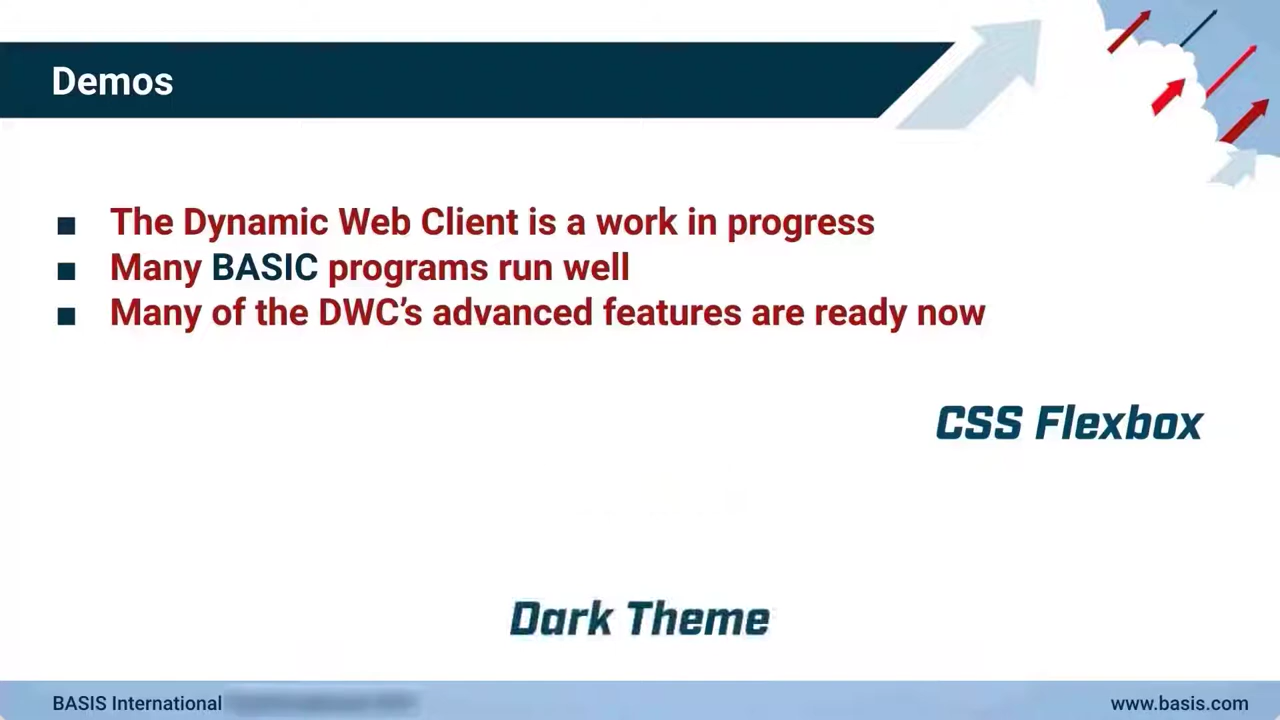 Demos
■ The Dynamic Web Client is a work in progress
■ Many BASIC programs run well
■ Many of the DWC’s advanced features are ready now
CSS Flexbox
Dark Theme
BASIS International
www.basis.com